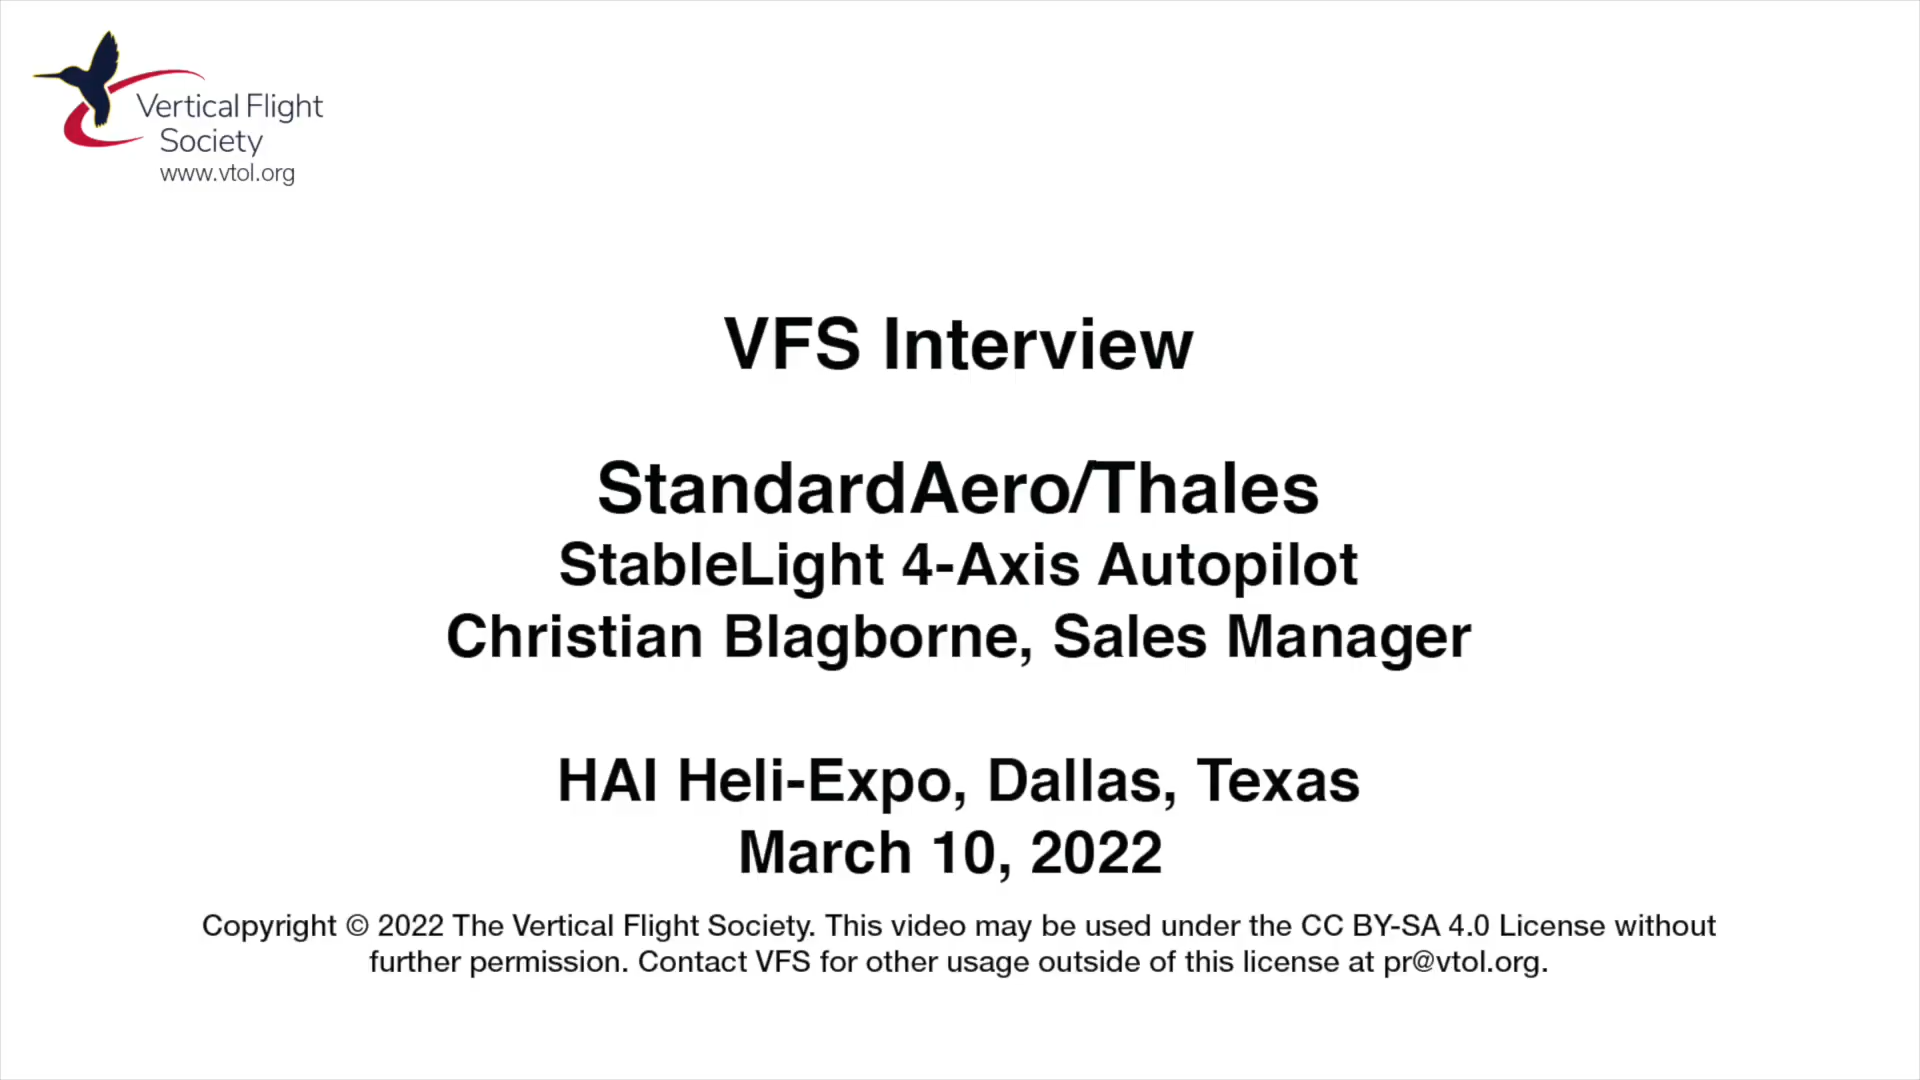 Vertical Flight
Society
www.vtol.org
VFS Interview
StandardAero/Thales
StableLight 4-Axis Autopilot
Christian Blagborne, Sales Manager
HAI Heli-Expo, Dallas, Texas
March 10, 2022
Copyright © 2022 The Vertical Flight Society. This video may be used under the CC BY-SA 4.0 License without
further permission. Contact VFS for other usage outside of this license at pr@vtol.org.